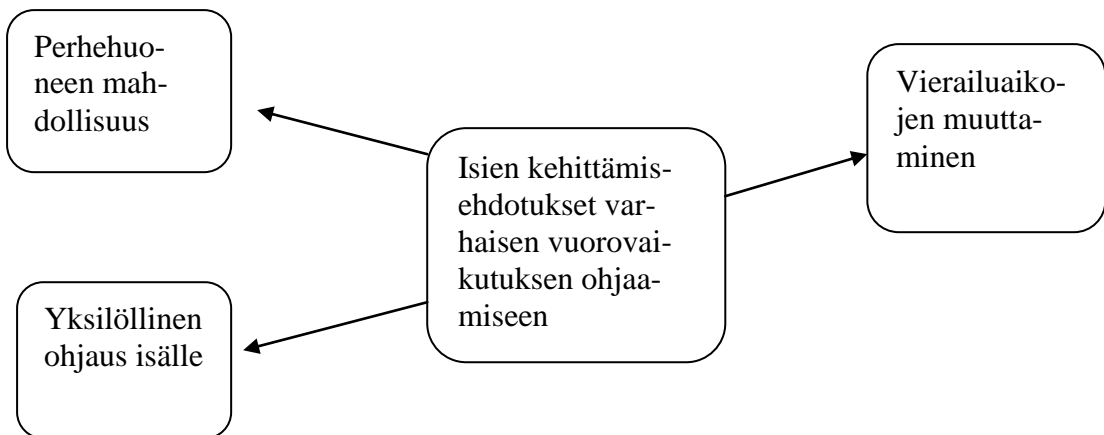 Perhehuo-
neen mah-
dollisuus
Vierailuaiko-
jen muutta-
minen
Isien kehittämis-
ehdotukset var-
haisen vuorovai-
kutuksen ohjaa-
miseen
Yksilöllinen
ohjaus isälle